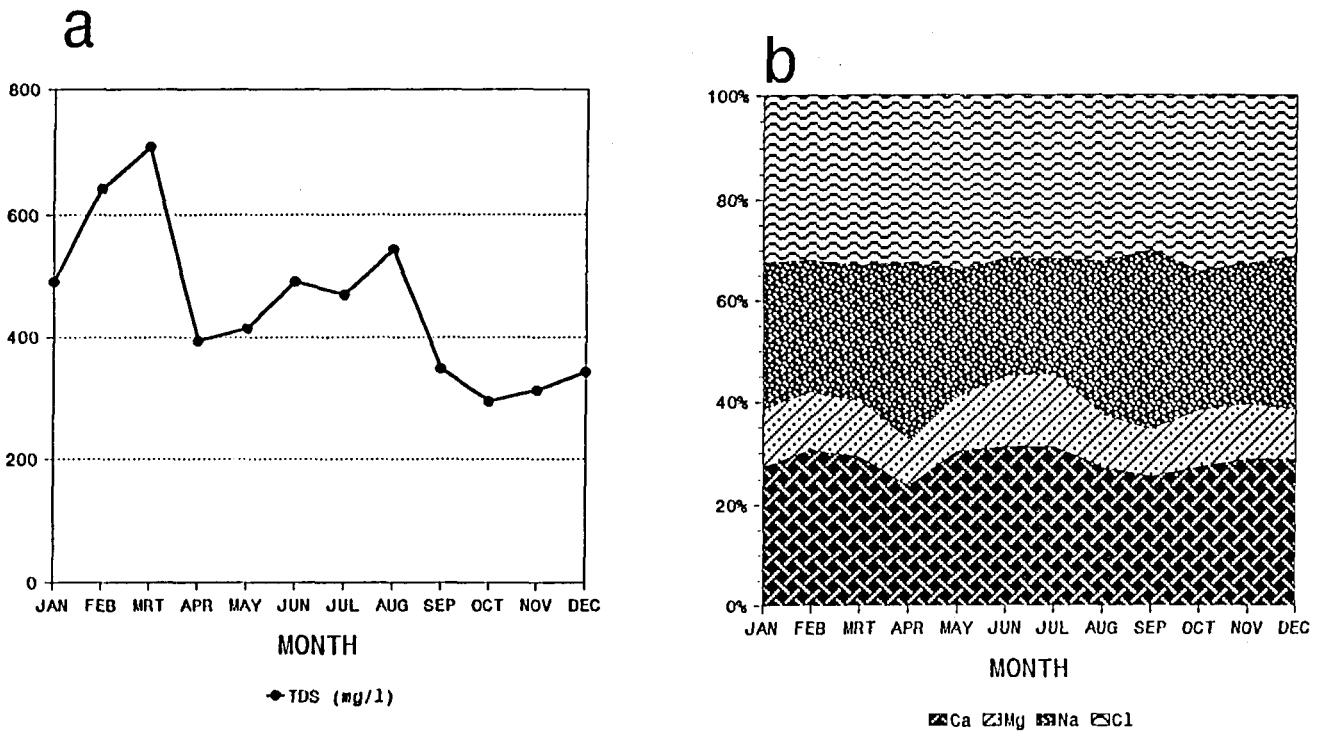 a
800
600
400
200
0
JAN FEB MRT APR MAY JUN JUL AUG SEP OCT NOV DEC
MONTH
TDS (mg/l)
b
100%
80%
60%
40%
20%
0%
JAN FEB MRT APR MAY JUN JUL AUG SEP OCT NOV DEC
MONTH
Ca Mg Na Cl